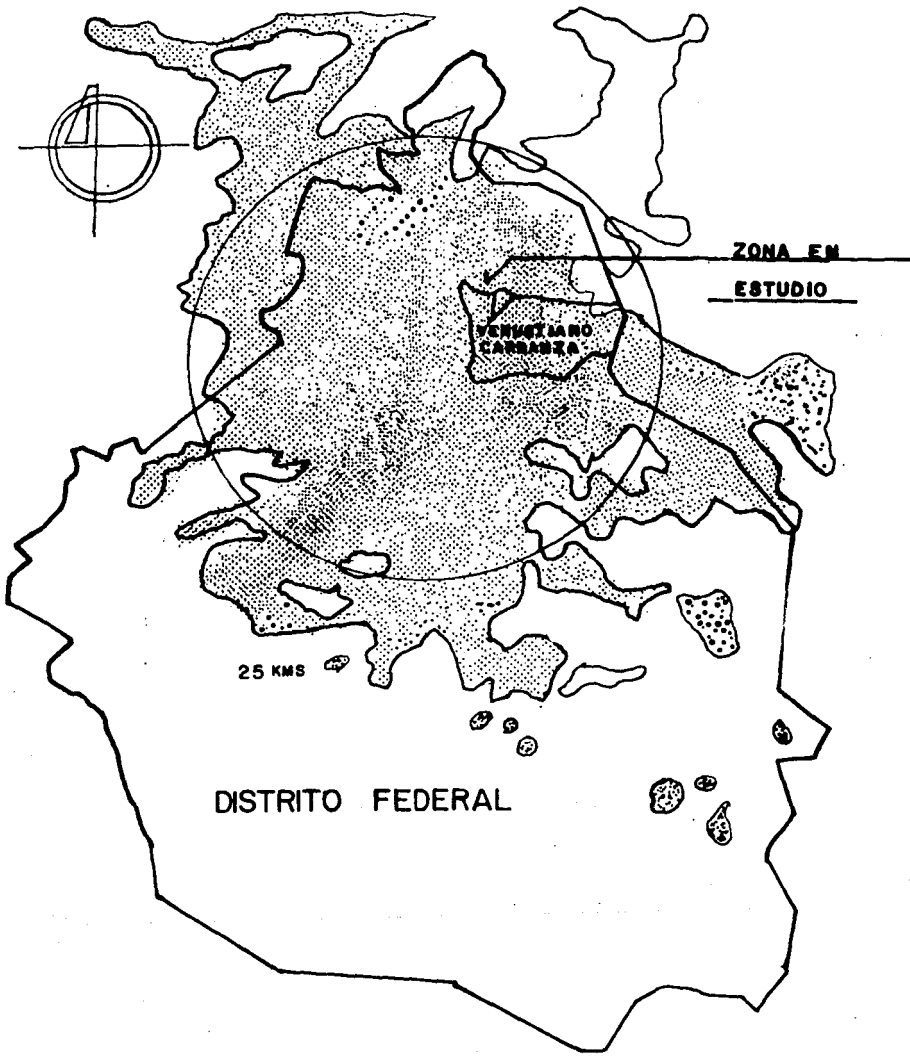 ZONA EN
ESTUDIO
VENUSTIANO
CARRANZA
25 KMS
DISTRITO FEDERAL